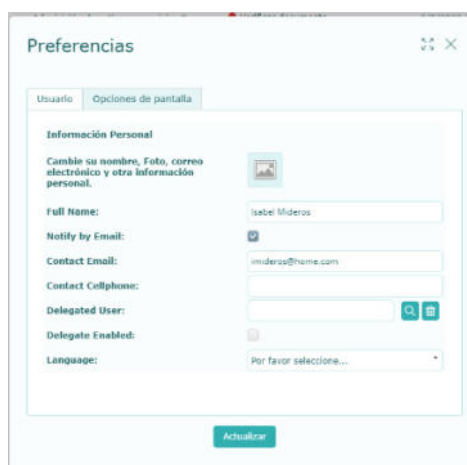 Preferencias
Usuario
Opciones de pantalla
Información Personal
Cambie su nombre, Foto, correo
electrónico y otra información
personal.
Full Name:
Isabel Mideros
Notify by Email:
Contact Email:
imideros@home.com
Contact Cellphone:
Delegated User:
Delegate Enabled:
Language:
Por favor seleccione...
Actualizar